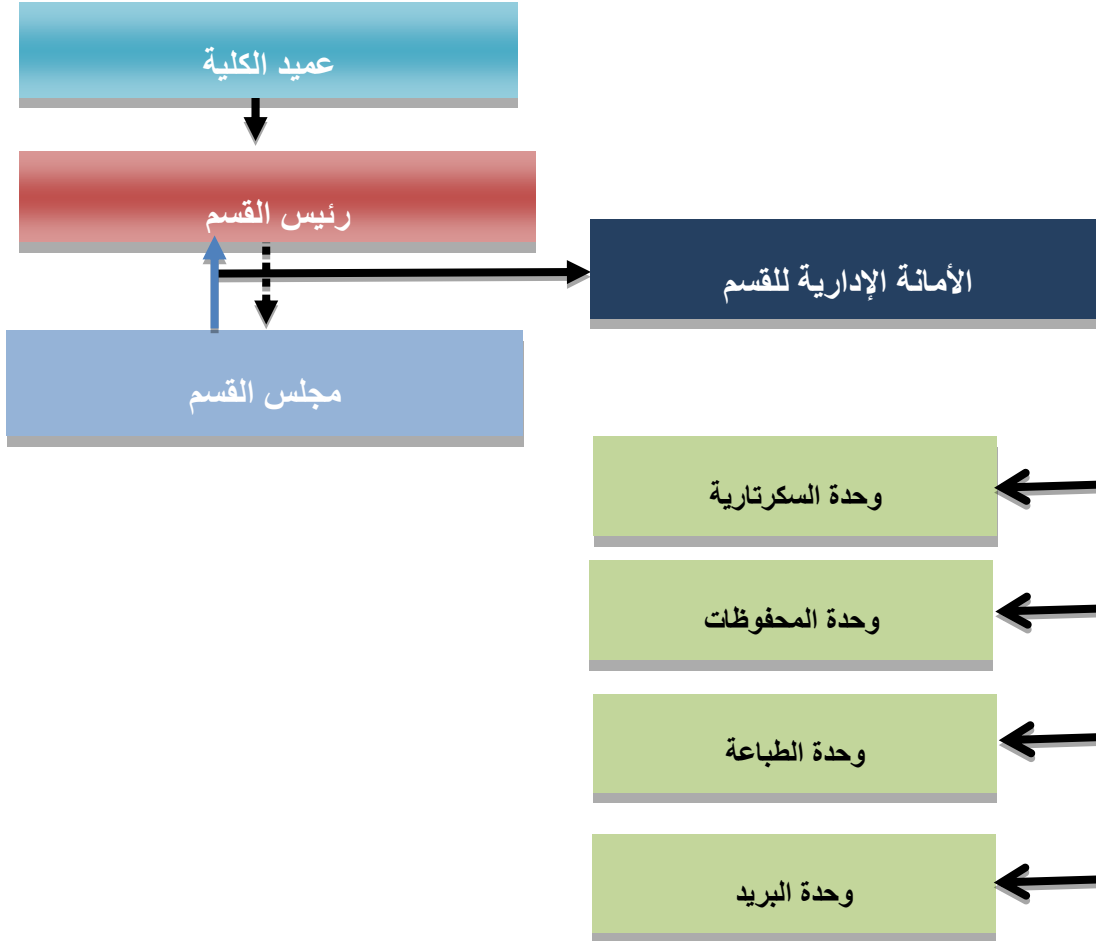 عميد الكلية
رئيس القسم
الأمانة الإدارية للقسم
مجلس القسم
وحدة السكرتارية
وحدة المحفوظات
وحدة الطباعة
وحدة البريد